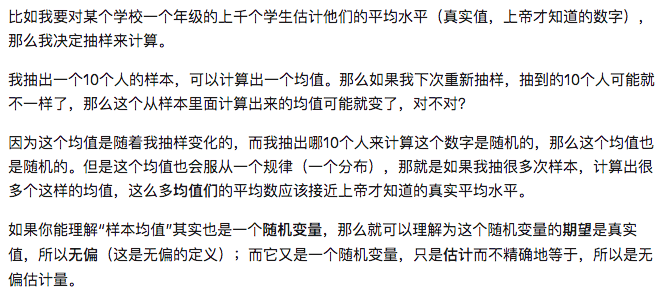 比如我要对某个学校一个年级的上千个学生估计他们的平均水平（真实值，上帝才知道的数字），
那么我决定抽样来计算。
我抽出一个10个人的样本，可以计算出一个均值。那么如果我下次重新抽样，抽到的10个人可能就
不一样了，那么这个从样本里面计算出来的均值可能就变了，对不对？
因为这个均值是随着我抽样变化的，而我抽出哪10个人来计算这个数字是随机的，那么这个均值也
是随机的。但是这个均值也会服从一个规律（一个分布），那就是如果我抽很多次样本，计算出很
多个这样的均值，这么多均值们的平均数应该接近上帝才知道的真实平均水平。
如果你能理解“样本均值”其实也是一个随机变量，那么就可以理解为这个随机变量的期望是真实
值，所以无偏（这是无偏的定义）；而它又是一个随机变量，只是估计而不精确地等于，所以是无
偏估计量。